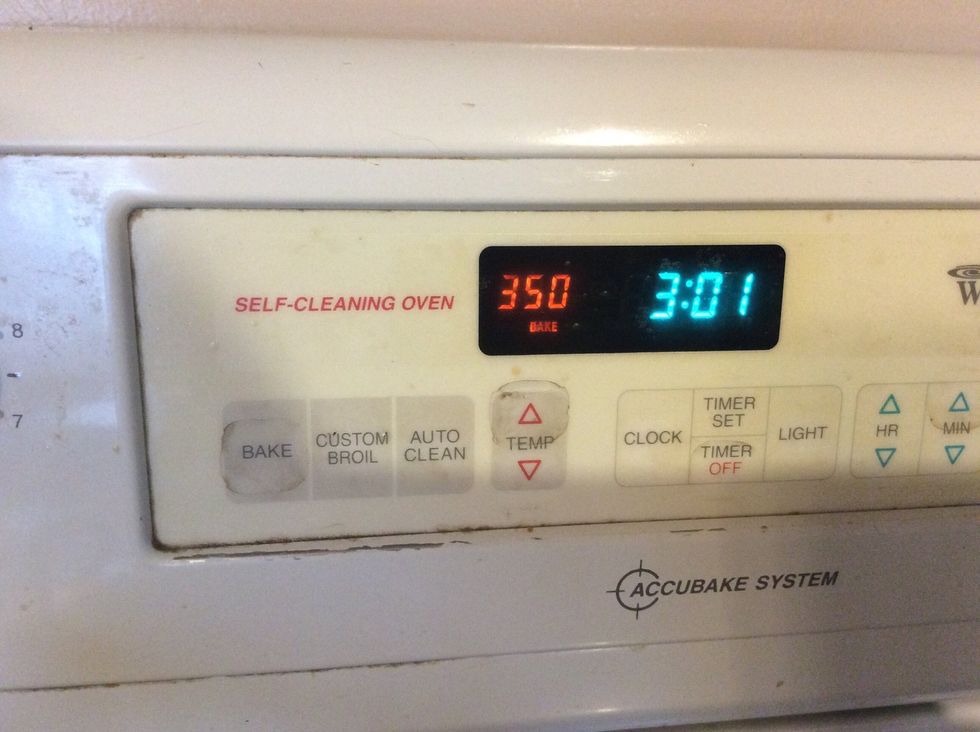 350 3:01
BAKE
SELF-CLEANING OVEN
W
8
7
BAKE
CUSTOM
BROIL
AUTO
CLEAN
TEMP
CLOCK
TIMER
SET
TIMER
OFF
LIGHT
HR
MIN
ACCUBAKE SYSTEM